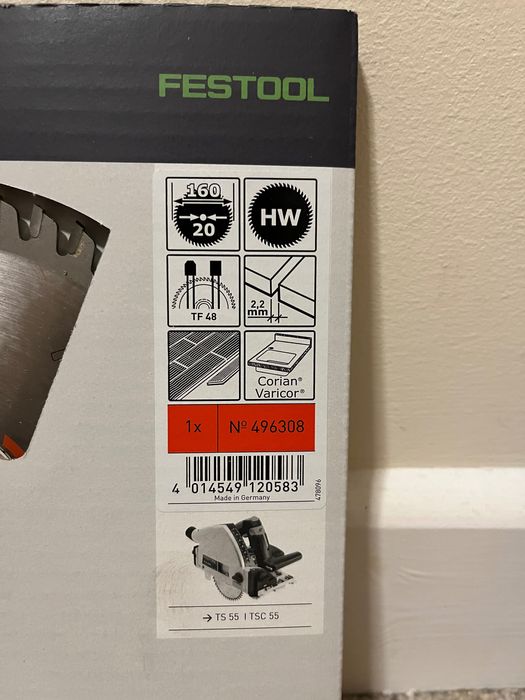 FESTOOL
160
20
HW
TF 48
2,2
mm
Corian®
Varicor®
1x
Nº 496308
4 014549 120583
Made in Germany
478096
→ TS 55 | TSC 55